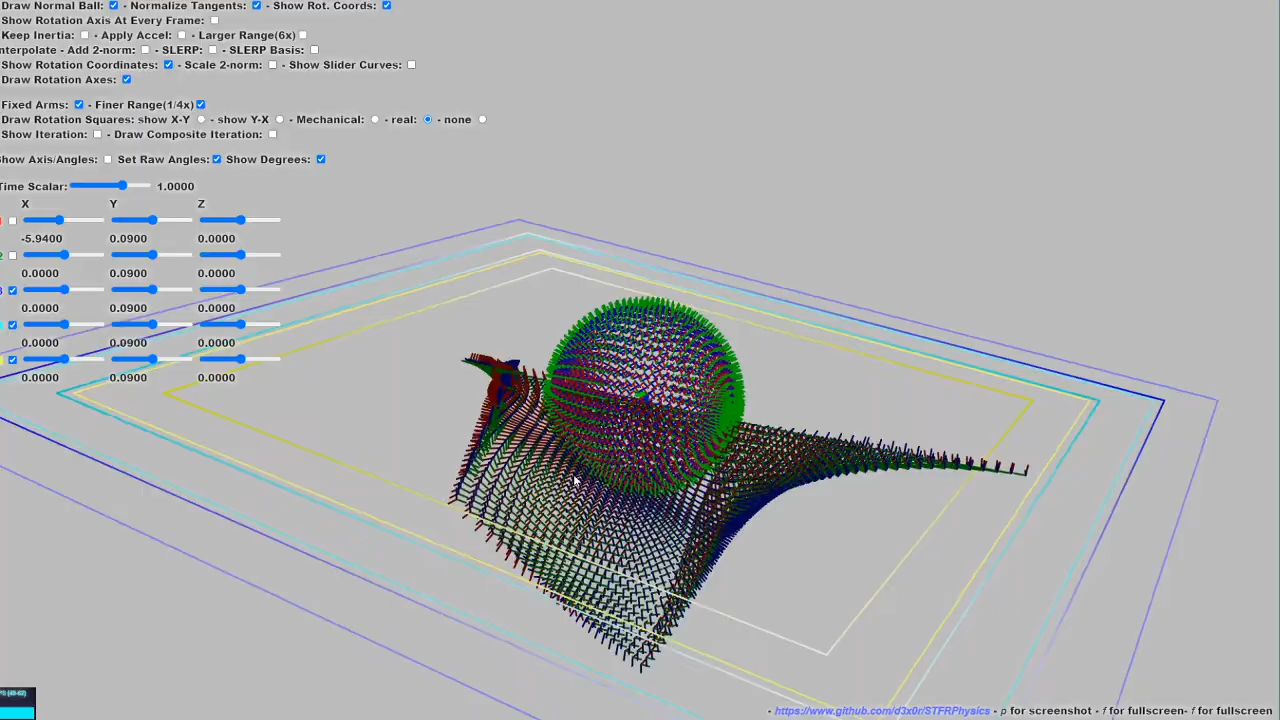 Draw Normal Ball: - Normalize Tangents: - Show Rot. Coords:
Show Rotation Axis At Every Frame:
Keep Inertia: - Apply Accel: - Larger Range(6x)
nterpolate - Add 2-norm: - SLERP: - SLERP Basis:
Show Rotation Coordinates: - Scale 2-norm: - Show Slider Curves:
Draw Rotation Axes:
Fixed Arms: - Finer Range(1/4x)
Draw Rotation Squares: show X-Y - show Y-X - Mechanical: - real: - none
Show Iteration: - Draw Composite Iteration:
how Axis/Angles: Set Raw Angles: Show Degrees:
Time Scalar: 1.0000
X Y Z
-5.9400 0.0900 0.0000
2
0.0000 0.0900 0.0000
3
0.0000 0.0900 0.0000
0.0000 0.0900 0.0000
0.0000 0.0900 0.0000
- https://www.github.com/d3x0r/STFRPhysics - p for screenshot - f for fullscreen- f for fullscreen